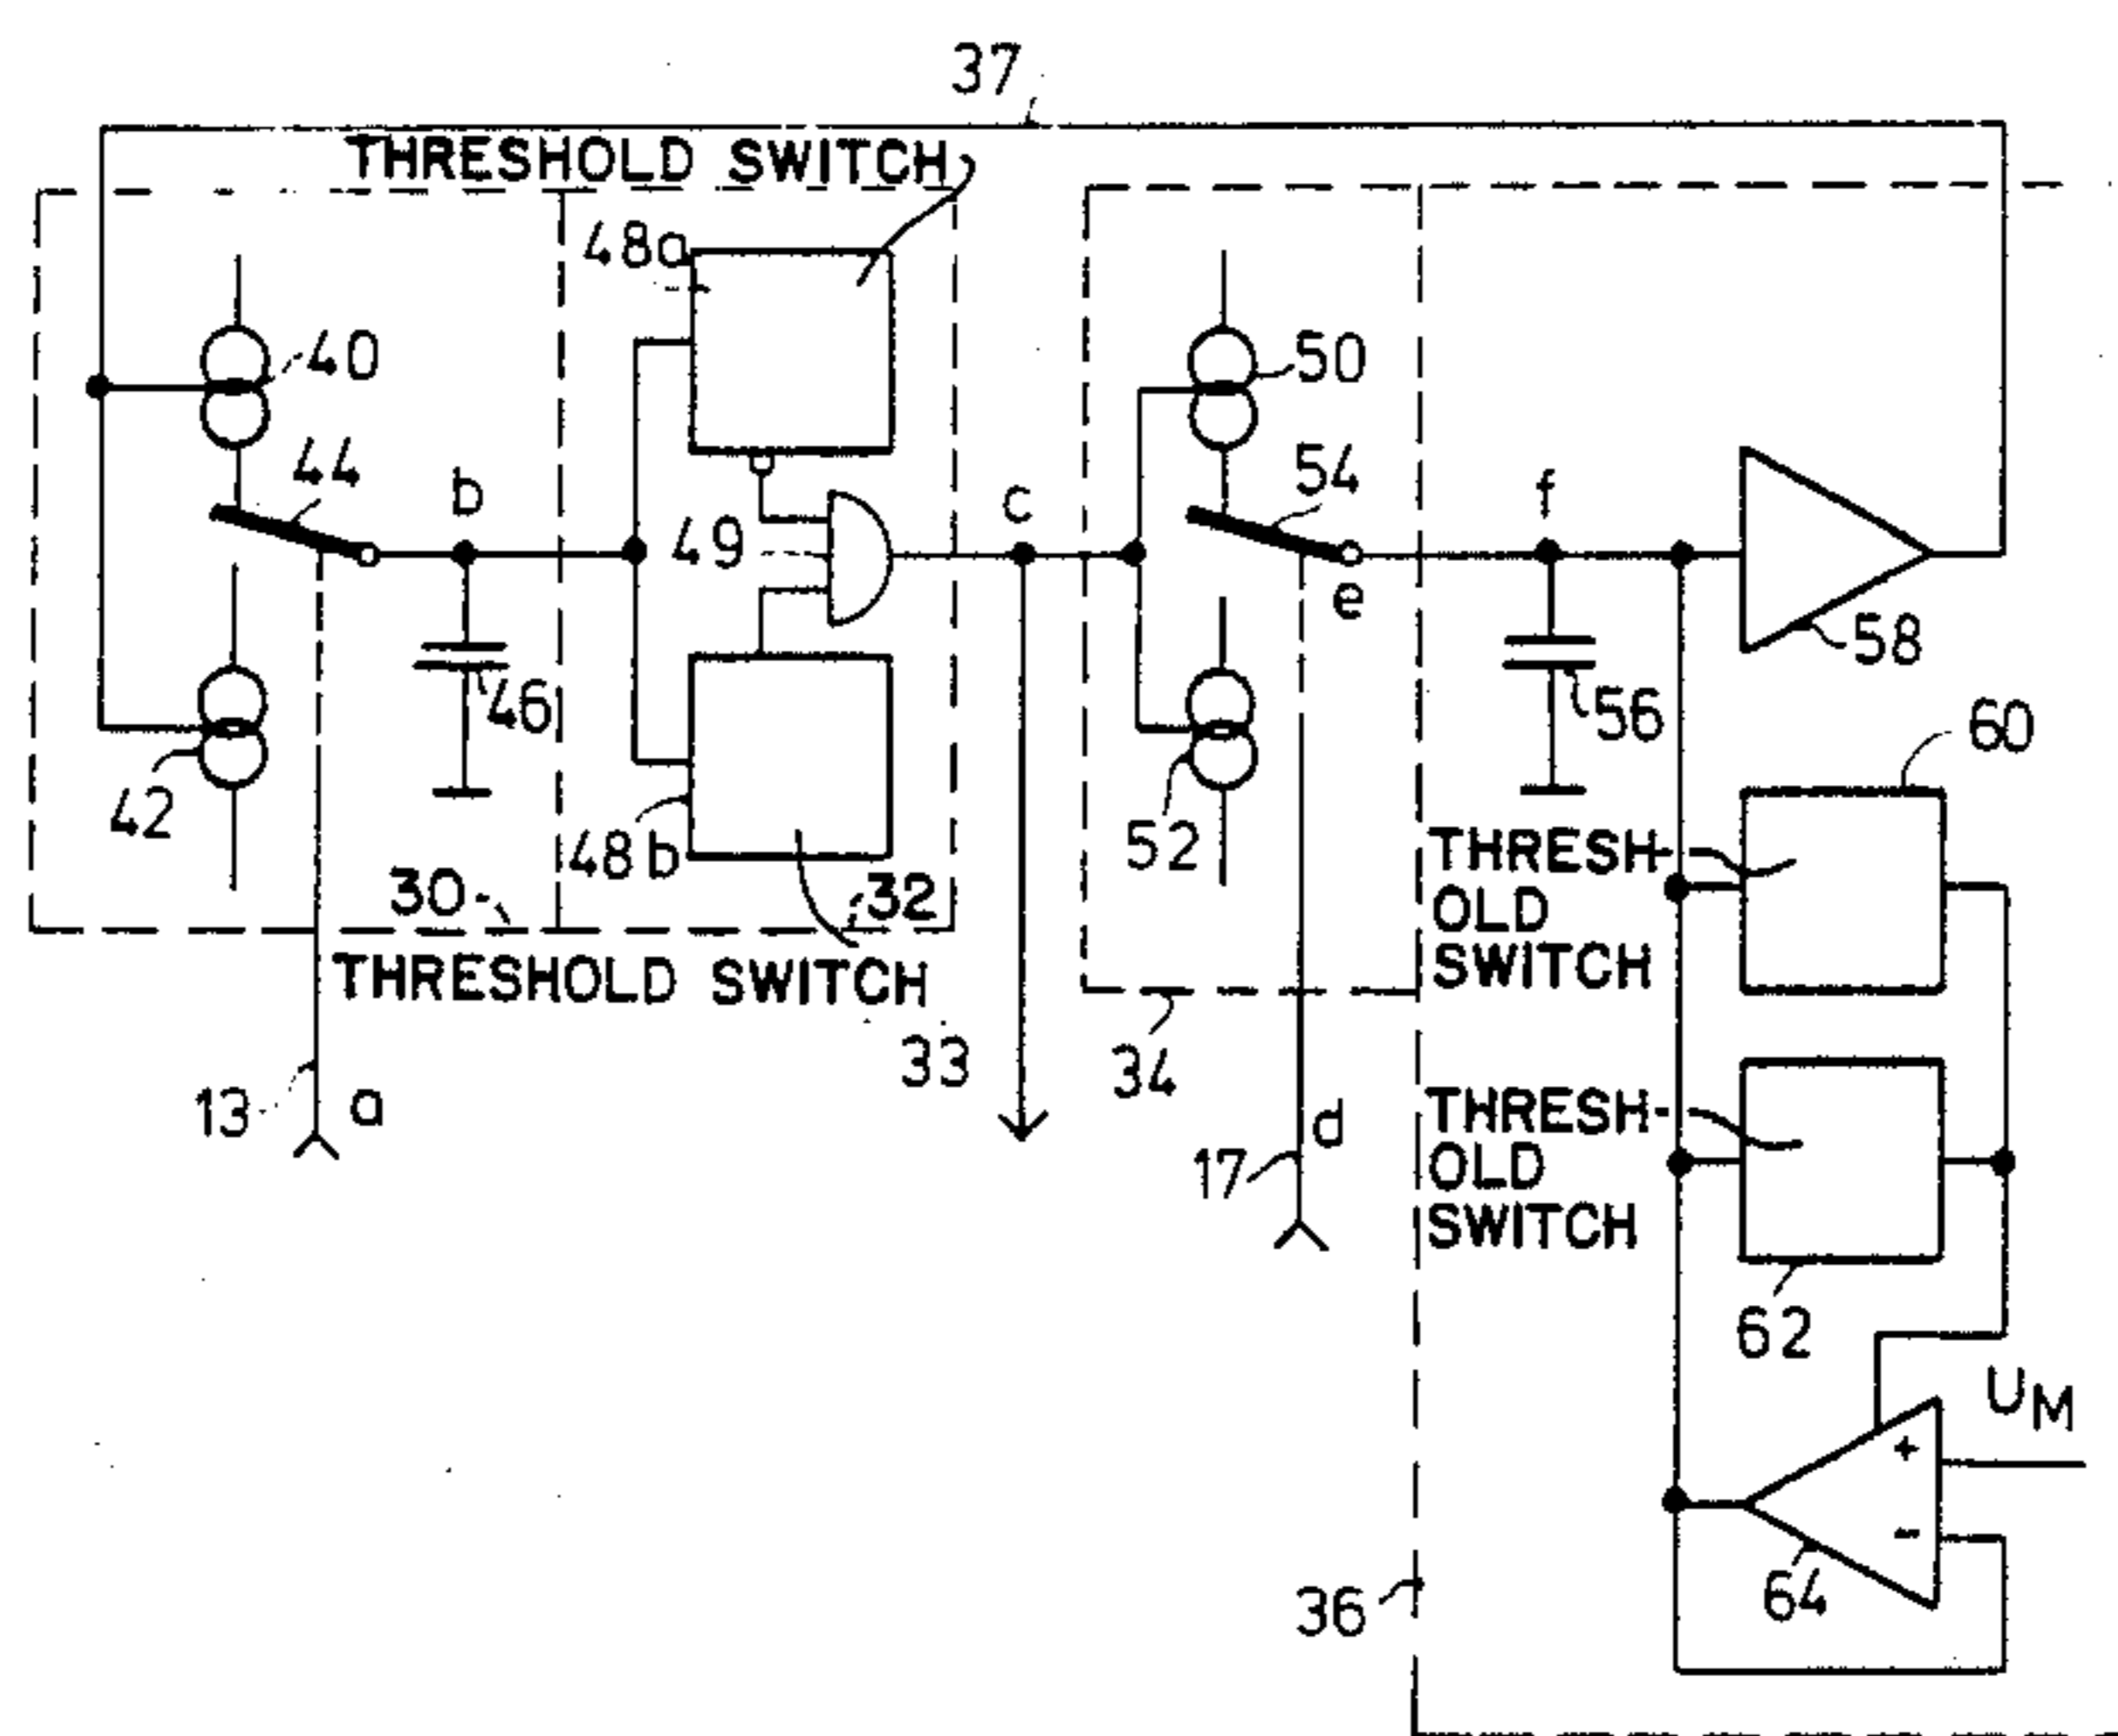 37
THRESHOLD SWITCH
48a
40
50
44
b
54
f
c
49
e
58
46
56
60
42
48 b
52
THRESH-
OLD
SWITCH
30
32
THRESHOLD SWITCH
33
34
13
a
d
17
THRESH-
OLD
SWITCH
62
UM
+
-
64
36